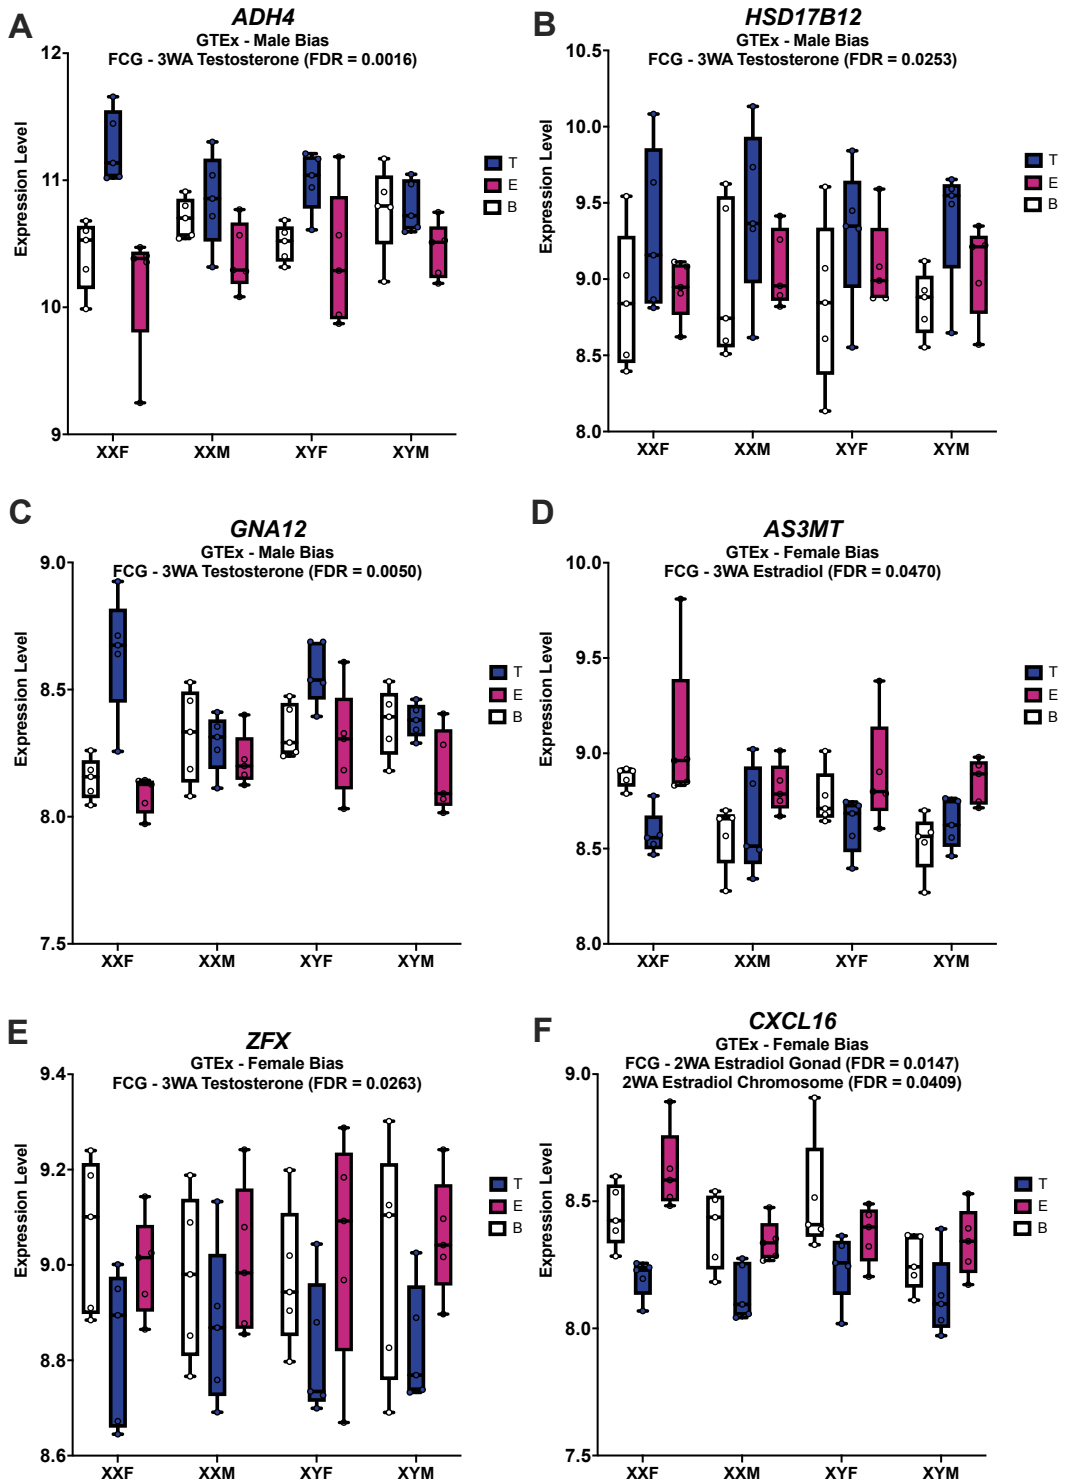 A
ADH4
GTEx - Male Bias
FCG - 3WA Testosterone (FDR = 0.0016)
Expression Level
12
11
10
9
XXF XXM XYF XYM
T
E
B
B
HSD17B12
GTEx - Male Bias
FCG - 3WA Testosterone (FDR = 0.0253)
Expression Level
10.5
10.0
9.5
9.0
8.5
8.0
XXF XXM XYF XYM
T
E
B
C
GNA12
GTEx - Male Bias
FCG - 3WA Testosterone (FDR = 0.0050)
Expression Level
9.0
8.5
8.0
7.5
XXF XXM XYF XYM
T
E
B
D
AS3MT
GTEx - Female Bias
FCG - 3WA Estradiol (FDR = 0.0470)
Expression Level
10.0
9.5
9.0
8.5
8.0
XXF XXM XYF XYM
T
E
B
E
ZFX
GTEx - Female Bias
FCG - 3WA Testosterone (FDR = 0.0263)
Expression Level
9.4
9.2
9.0
8.8
8.6
XXF XXM XYF XYM
T
E
B
F
CXCL16
GTEx - Female Bias
FCG - 2WA Estradiol Gonad (FDR = 0.0147)
2WA Estradiol Chromosome (FDR = 0.0409)
Expression Level
9.0
8.5
8.0
7.5
XXF XXM XYF XYM
T
E
B